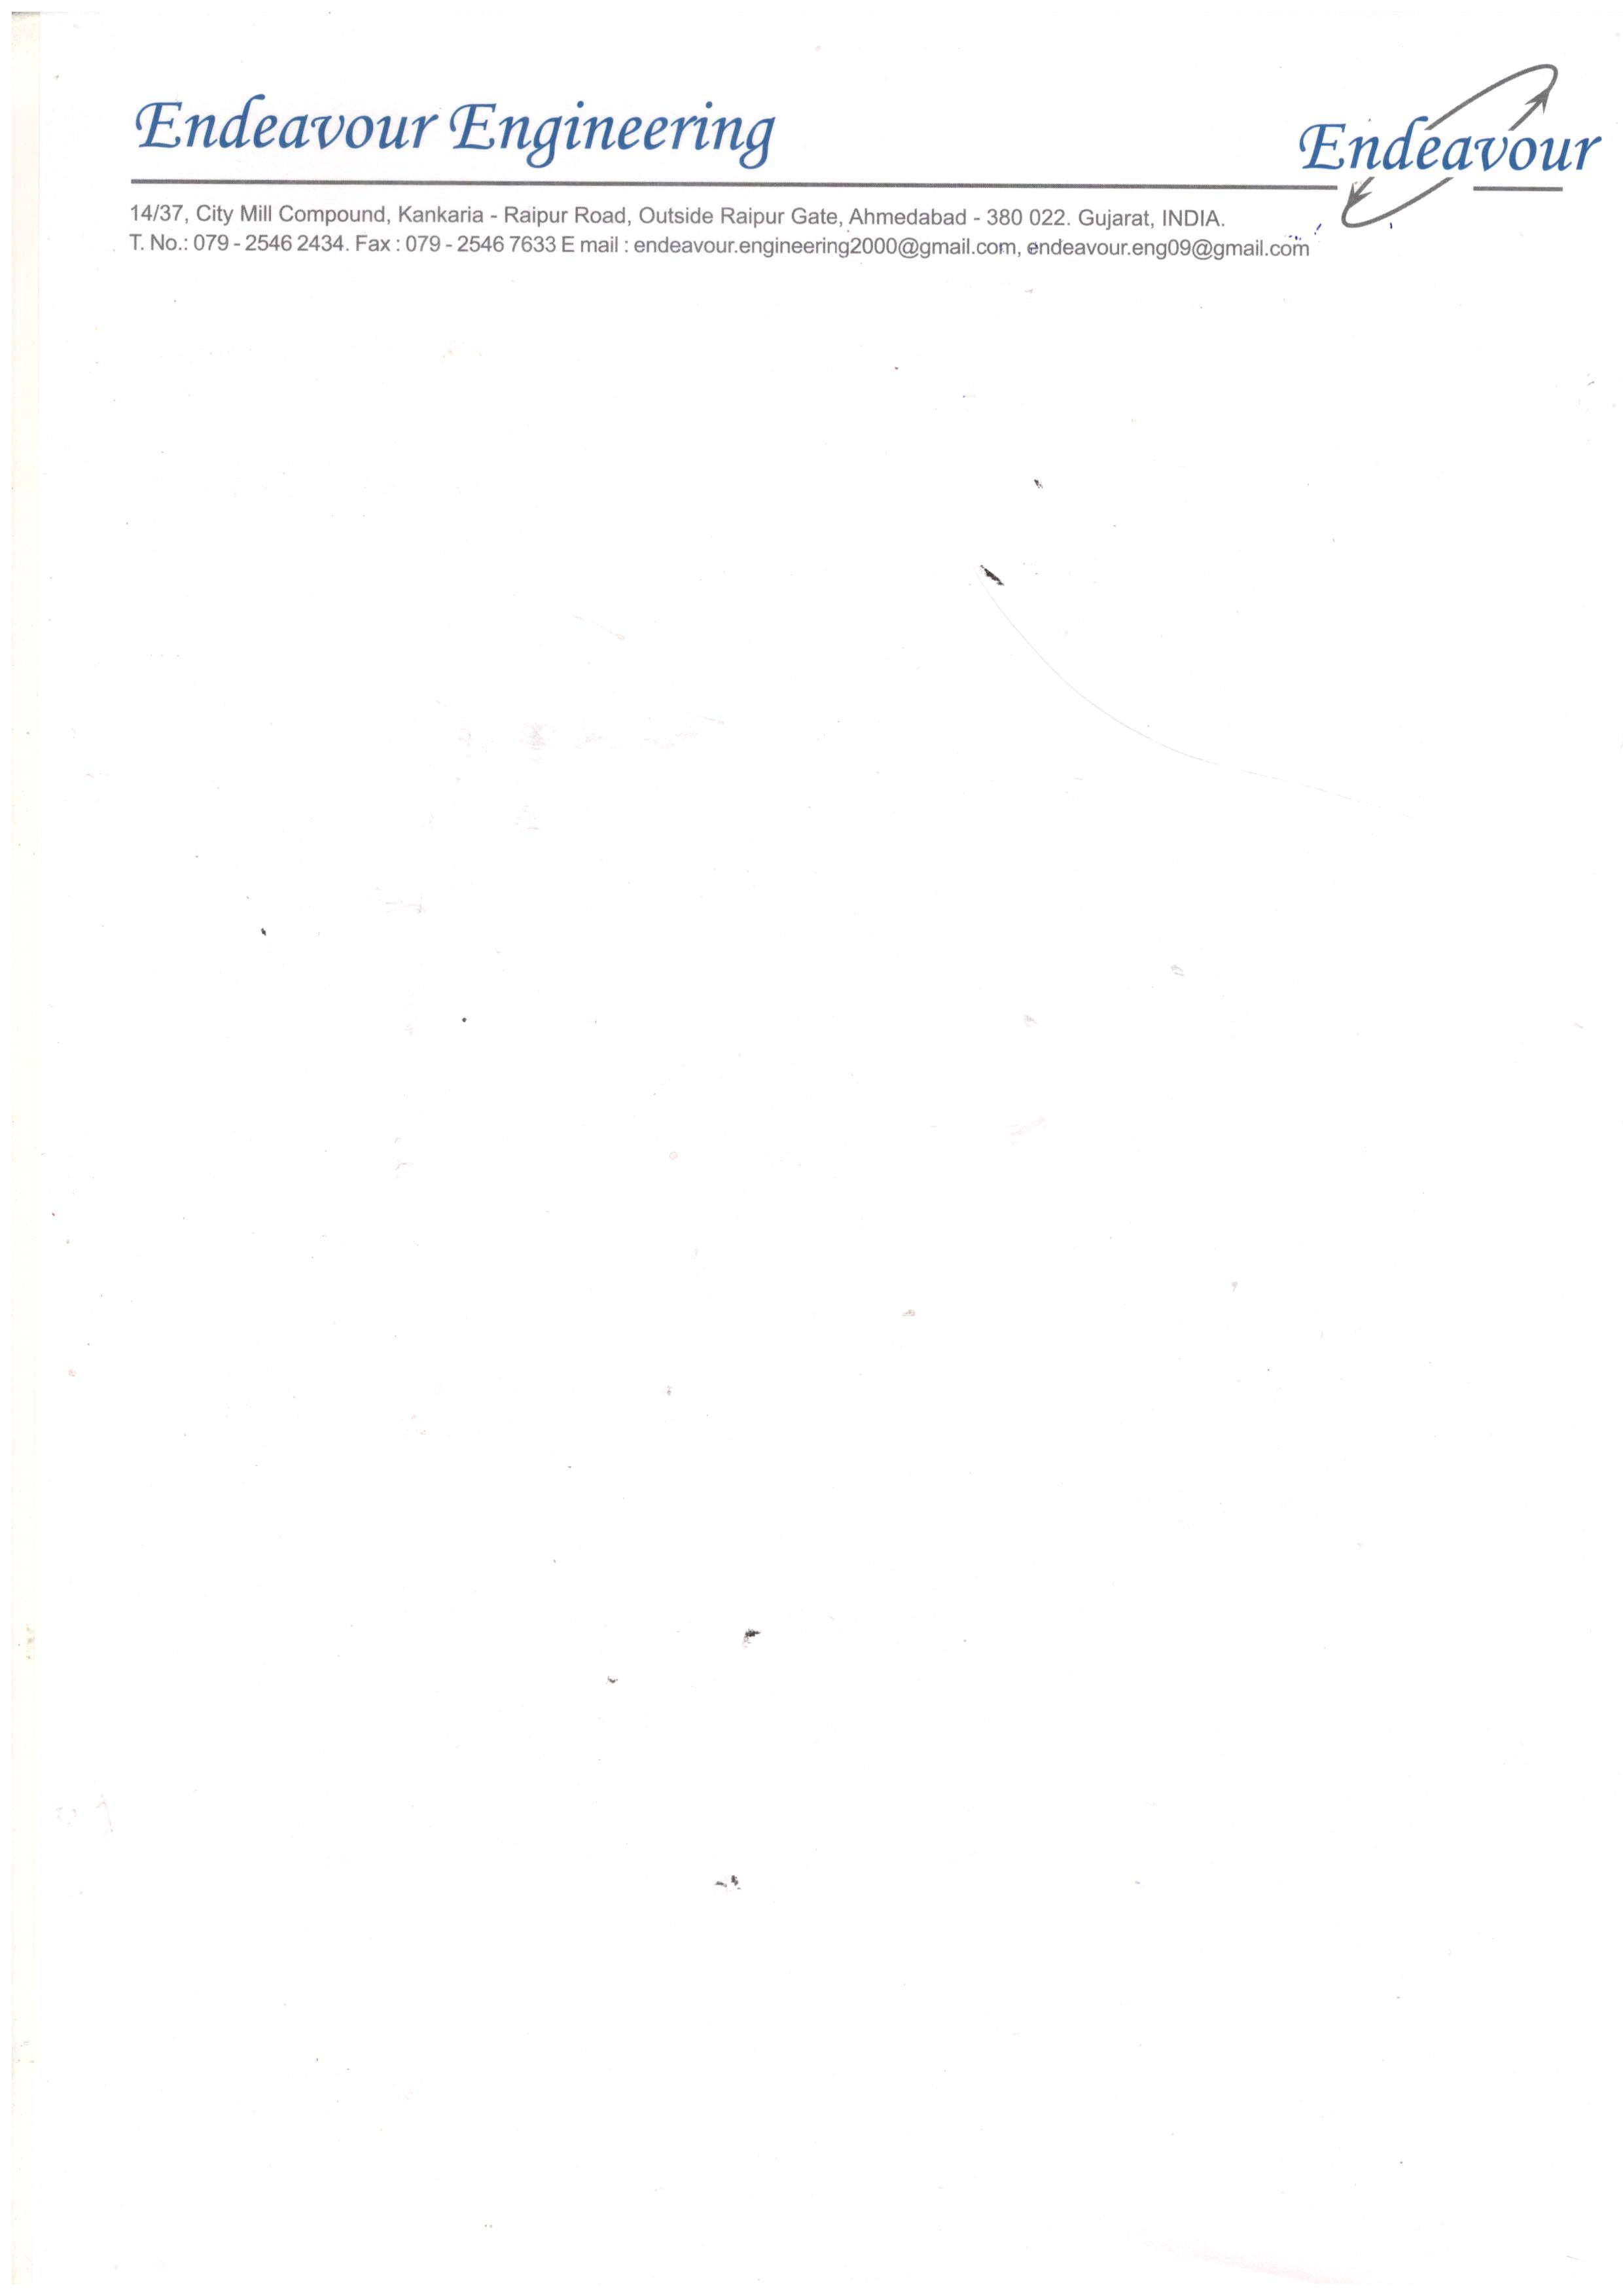 Endeavour Engineering
Endeavour
14/37, City Mill Compound, Kankaria - Raipur Road, Outside Raipur Gate, Ahmedabad - 380 022. Gujarat, INDIA.
T. No.: 079 - 2546 2434. Fax : 079 - 2546 7633 E mail : endeavour.engineering2000@gmail.com, endeavour.eng09@gmail.com